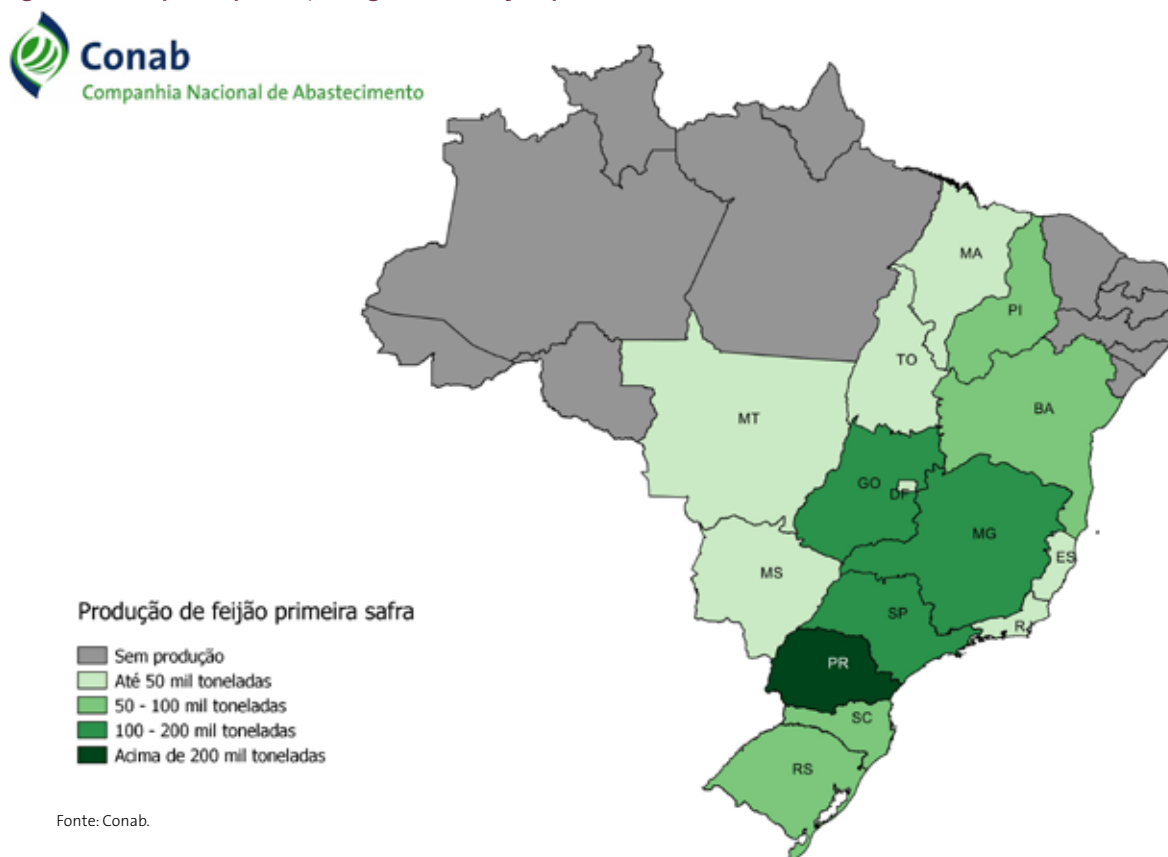 Conab
Companhia Nacional de Abastecimento
MA
PI
TO
BA
MT
GO
DF
MG
ES
MS
SP
RJ
PR
SC
RS
Produção de feijão primeira safra
Sem produção
Até 50 mil toneladas
50 - 100 mil toneladas
100 - 200 mil toneladas
Acima de 200 mil toneladas
Fonte: Conab.